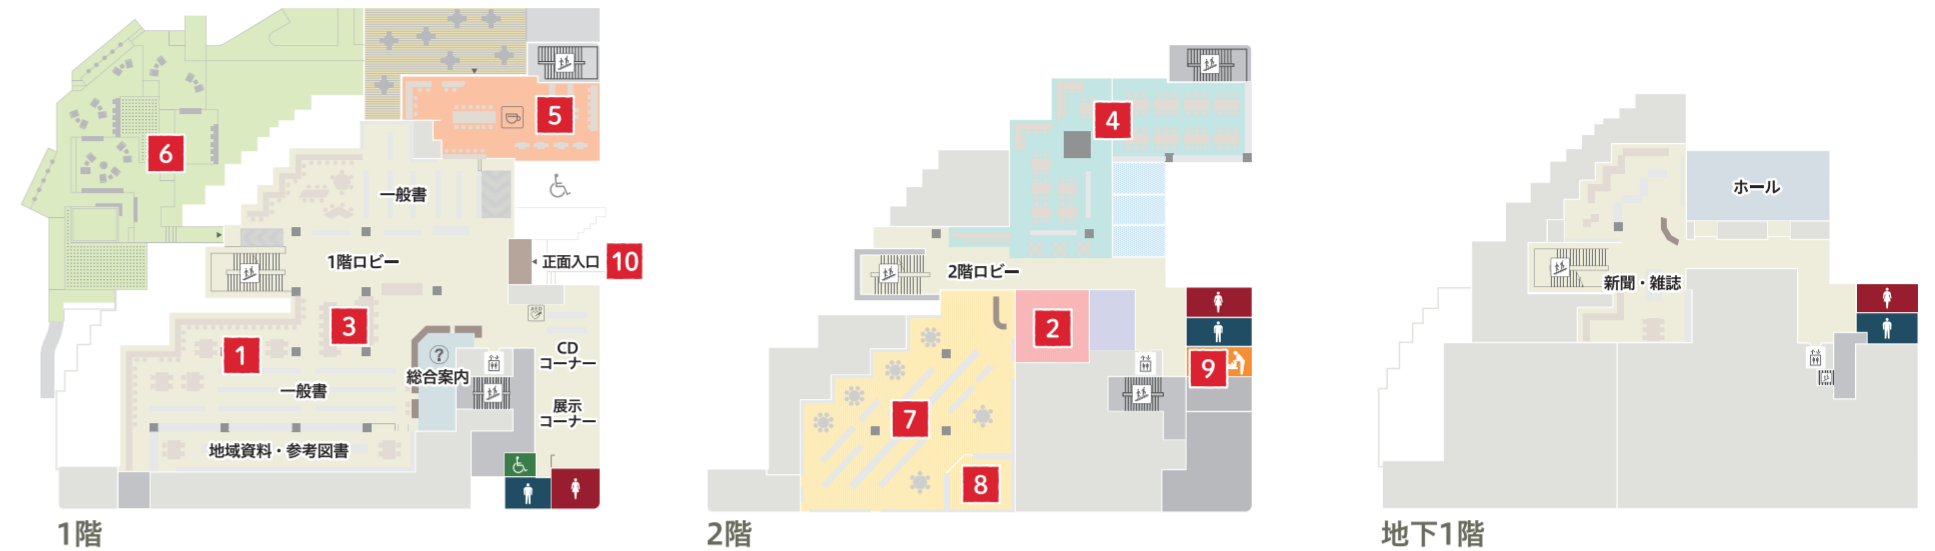 5
6
一般書
1階ロビー
正面入口
10
3
1
CD
コーナー
総合案内
一般書
展示
コーナー
地域資料・参考図書
1階
4
2階ロビー
2
9
7
8
2階
ホール
新聞・雑誌
地下1階